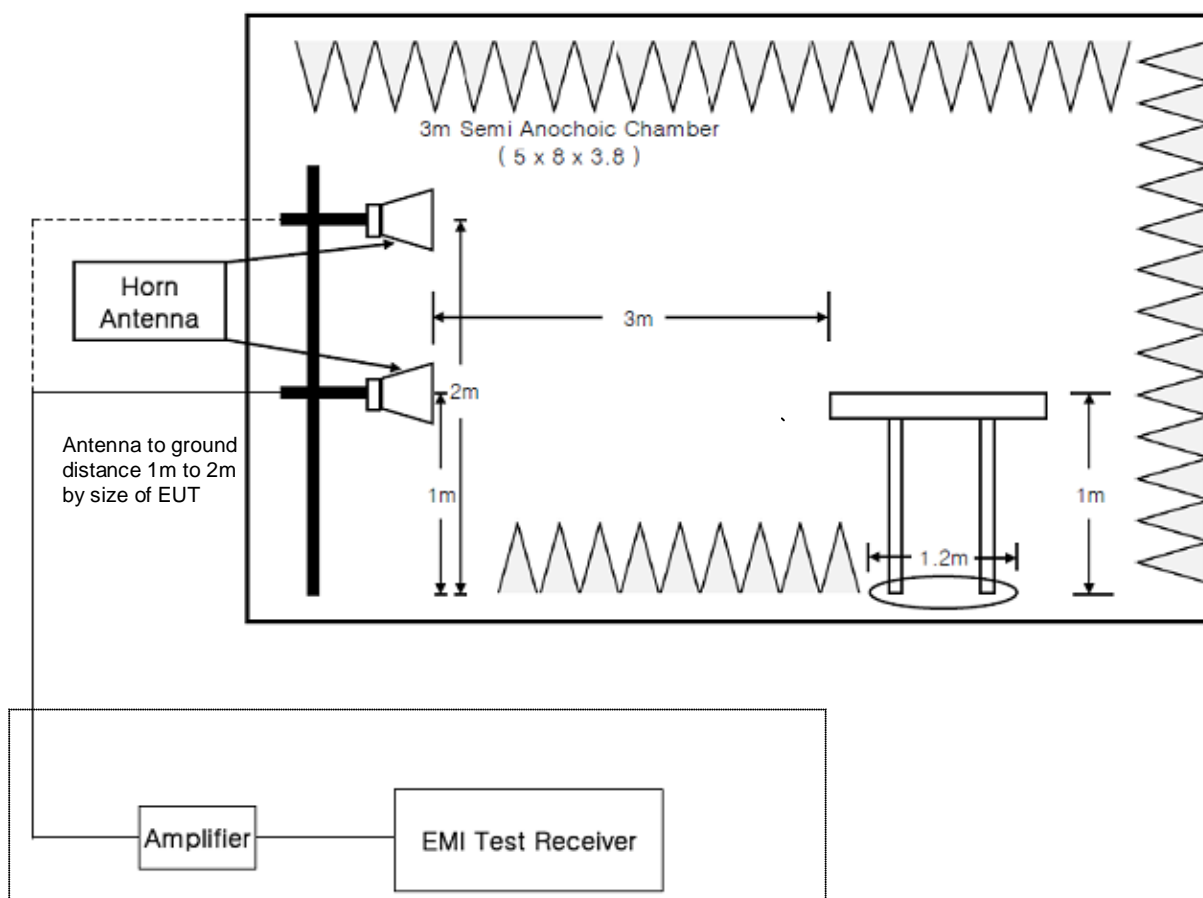 3m Semi Anochoic Chamber
( 5 x 8 x 3.8 )
Horn
Antenna
3m
2m
Antenna to ground
distance 1m to 2m
by size of EUT
1m
1m
1.2m
Amplifier
EMI Test Receiver